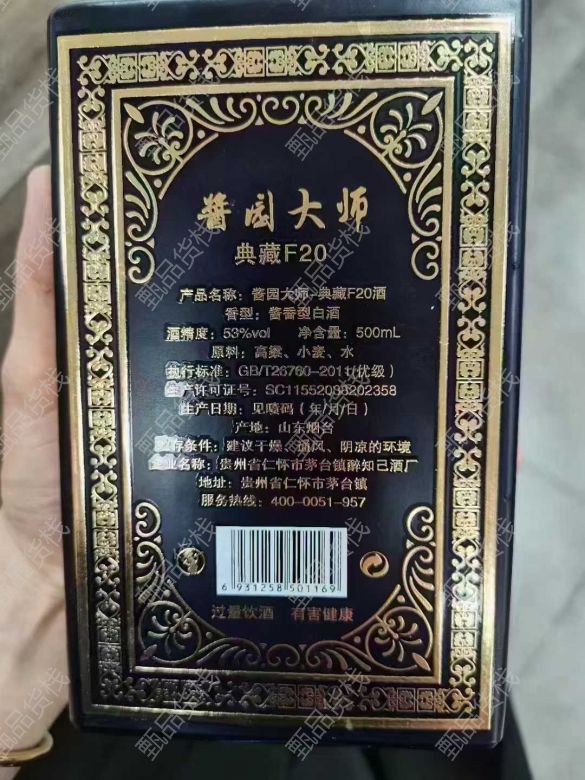 酱园大师
典藏F20
产品名称：酱园大师-典藏F20酒
香型：酱香型白酒
酒精度：53%vol 净含量：500mL
原料：高粱、小麦、水
执行标准：GB/T26760-2011(优级)
生产许可证号：SC11552038202358
生产日期：见喷码（年/月/日）
产地：山东烟台
贮存条件：建议干燥、通风、阴凉的环境
企业名称：贵州省仁怀市茅台镇醉知己酒厂
地址：贵州省仁怀市茅台镇
服务热线：400-0051-957
6 931258 501169
过量饮酒 有害健康
甄品货栈